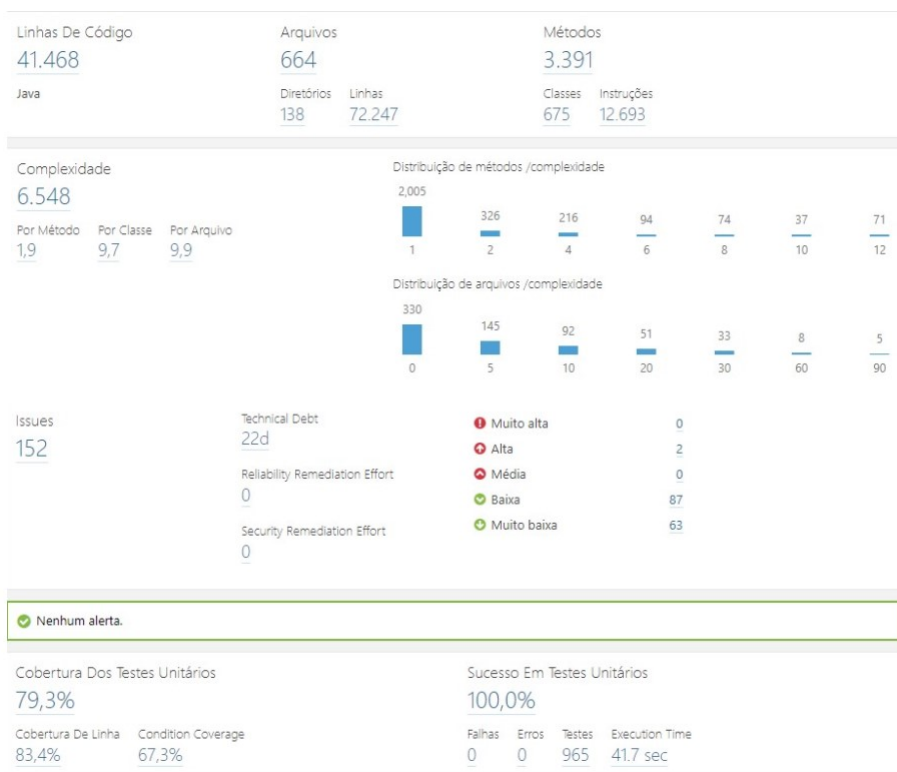 Linhas De Código Arquivos Métodos
41.468 664 3.391
Java Diretórios Linhas Classes Instruções
138 72.247 675 12.693
Complexidade
6.548
Por Método Por Classe Por Arquivo
1,9 9,7 9,9
Distribuição de métodos /complexidade
2,005 326 216 94 74 37 71
1 2 4 6 8 10 12
Distribuição de arquivos /complexidade
330 145 92 51 33 8 5
0 5 10 20 30 60 90
Issues
152
Technical Debt
22d
Reliability Remediation Effort
0
Security Remediation Effort
0
Muito alta 0
Alta 2
Média 0
Baixa 87
Muito baixa 63
Nenhum alerta.
Cobertura Dos Testes Unitários
79,3%
Cobertura De Linha Condition Coverage
83,4% 67,3%
Sucesso Em Testes Unitários
100,0%
Falhas Erros Testes Execution Time
0 0 965 41.7 sec